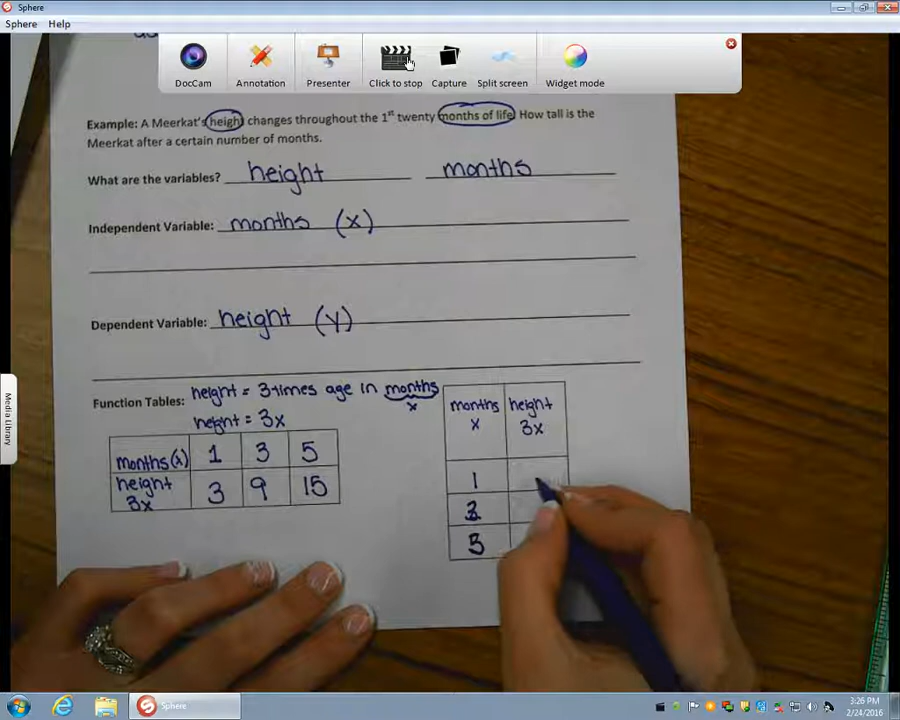 Sphere
Sphere Help
DocCam Annotation Presenter Click to stop Capture Split screen Widget mode
Example: A Meerkat's height changes throughout the 1st twenty months of life. How tall is the
Meerkat after a certain number of months.
What are the variables? height months
Independent Variable: months (x)
Dependent Variable: height (y)
Media Library
Function Tables: height = 3 times age in months
x
height = 3x
months(x) 1 3 5
height 3 9 15
3x
months height
x 3x
1
3
5
Sphere
3:26 PM
2/24/2016